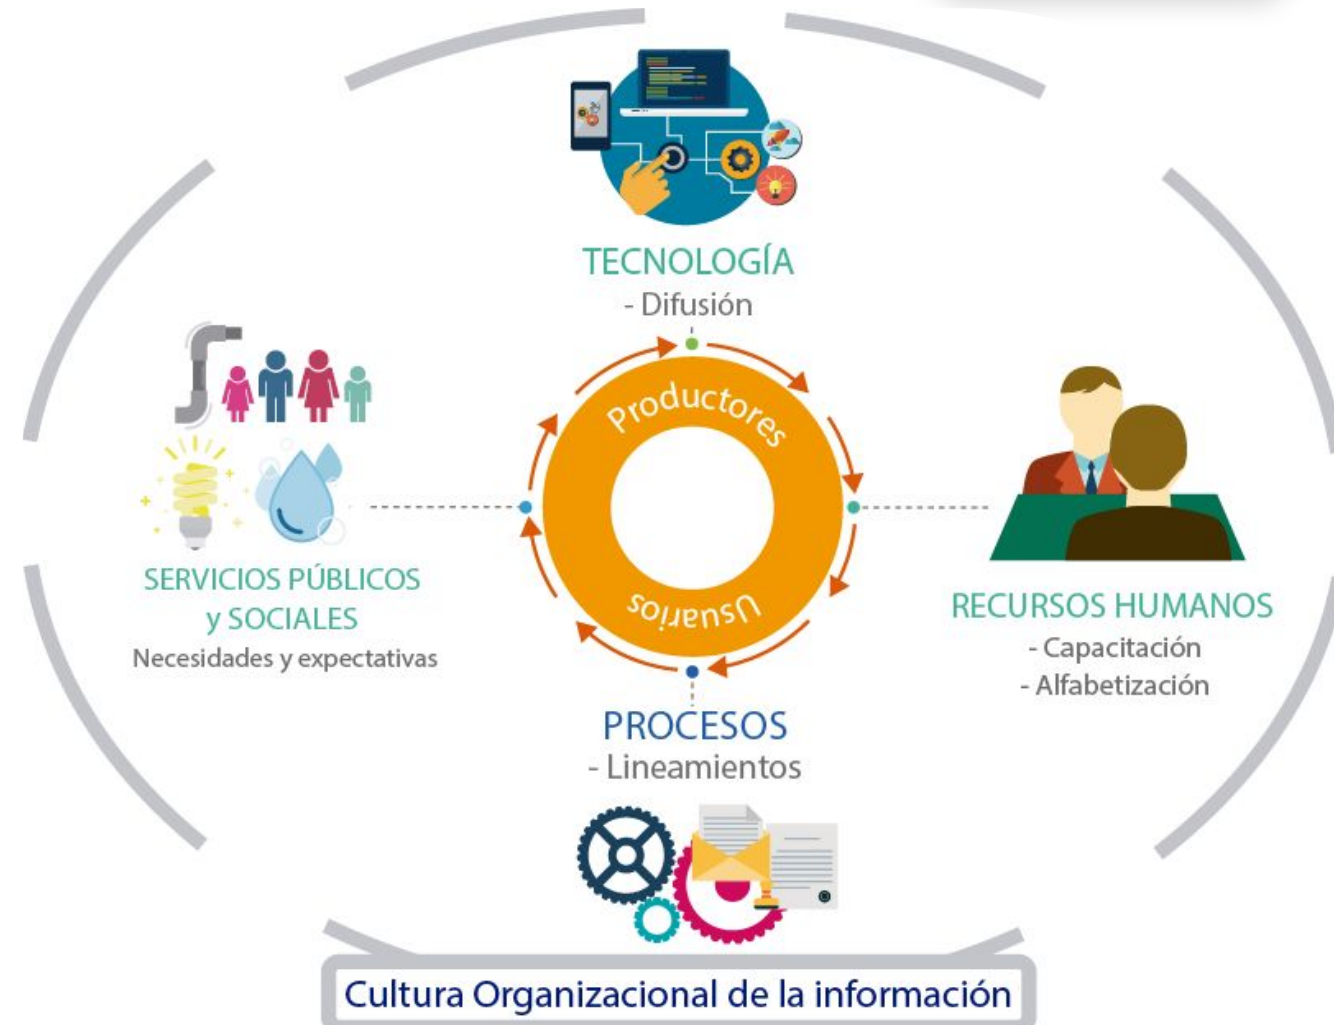 TECNOLOGÍA
- Difusión
Productores
Usuarios
SERVICIOS PÚBLICOS
y SOCIALES
Necesidades y expectativas
RECURSOS HUMANOS
- Capacitación
- Alfabetización
PROCESOS
- Lineamientos
Cultura Organizacional de la información